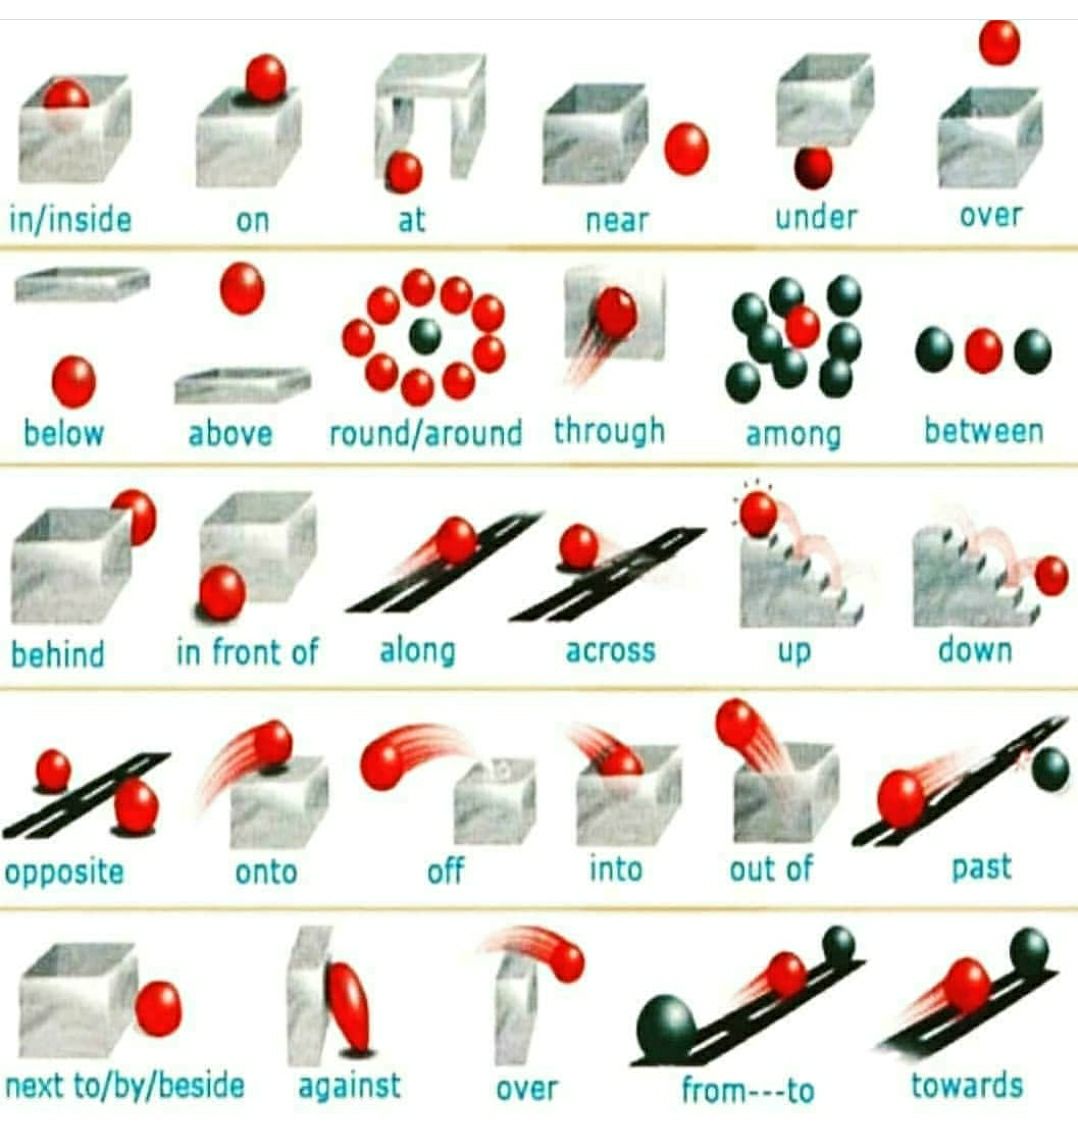 in/inside on at near under over
below above round/around through among between
behind in front of along across up down
opposite onto off into out of past
next to/by/beside against over from---to towards